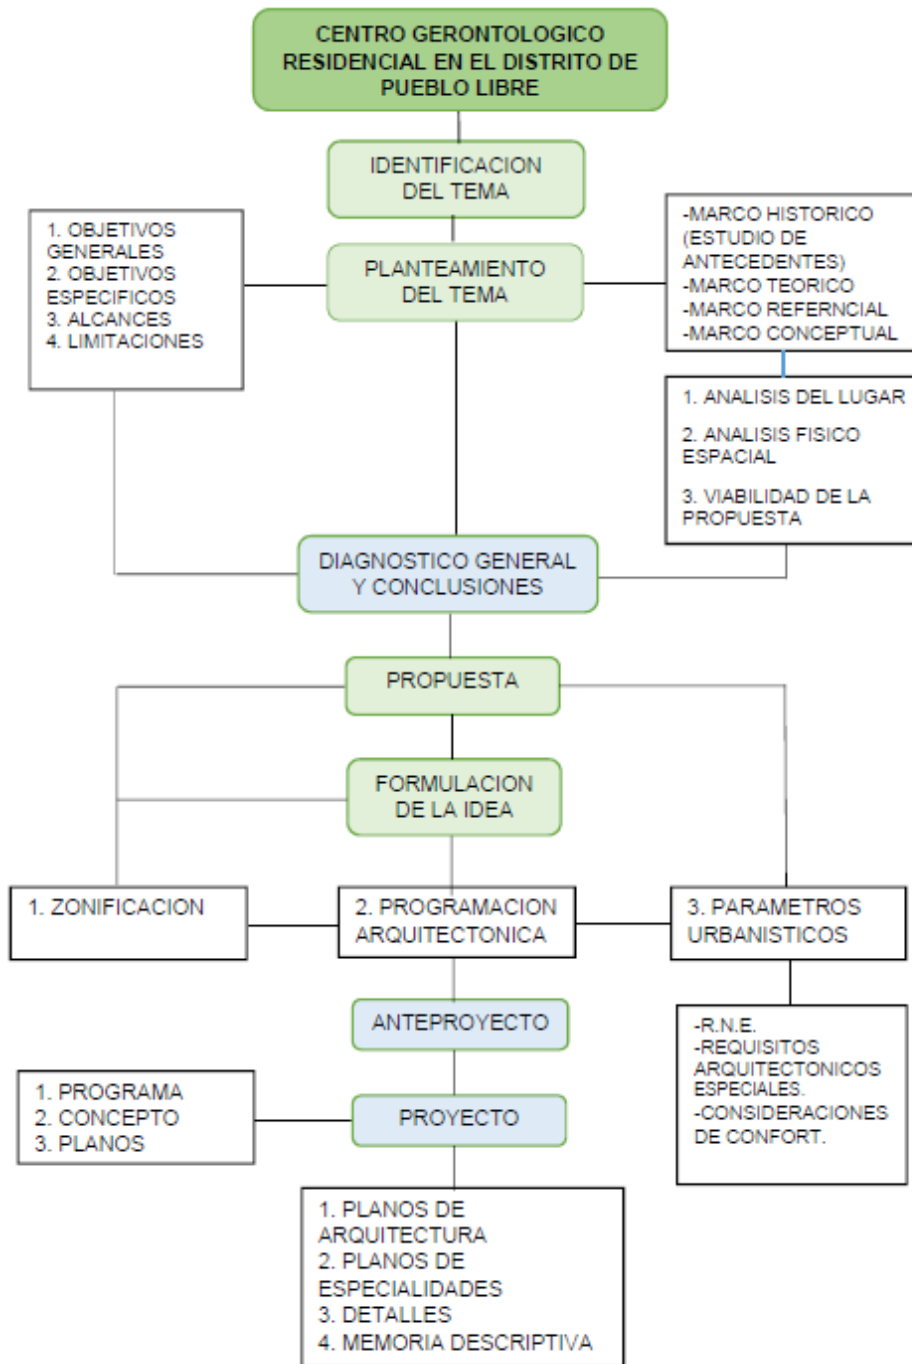 CENTRO GERONTOLOGICO
RESIDENCIAL EN EL DISTRITO DE
PUEBLO LIBRE
IDENTIFICACION
DEL TEMA
1. OBJETIVOS
GENERALES
2. OBJETIVOS
ESPECIFICOS
3. ALCANCES
4. LIMITACIONES
PLANTEAMIENTO
DEL TEMA
-MARCO HISTORICO
(ESTUDIO DE
ANTECEDENTES)
-MARCO TEORICO
-MARCO REFERNCIAL
-MARCO CONCEPTUAL
1. ANALISIS DEL LUGAR
2. ANALISIS FISICO
ESPACIAL
3. VIABILIDAD DE LA
PROPUESTA
DIAGNOSTICO GENERAL
Y CONCLUSIONES
PROPUESTA
FORMULACION
DE LA IDEA
1. ZONIFICACION
2. PROGRAMACION
ARQUITECTONICA
3. PARAMETROS
URBANISTICOS
ANTEPROYECTO
-R.N.E.
-REQUISITOS
ARQUITECTONICOS
ESPECIALES.
-CONSIDERACIONES
DE CONFORT.
1. PROGRAMA
2. CONCEPTO
3. PLANOS
PROYECTO
1. PLANOS DE
ARQUITECTURA
2. PLANOS DE
ESPECIALIDADES
3. DETALLES
4. MEMORIA DESCRIPTIVA